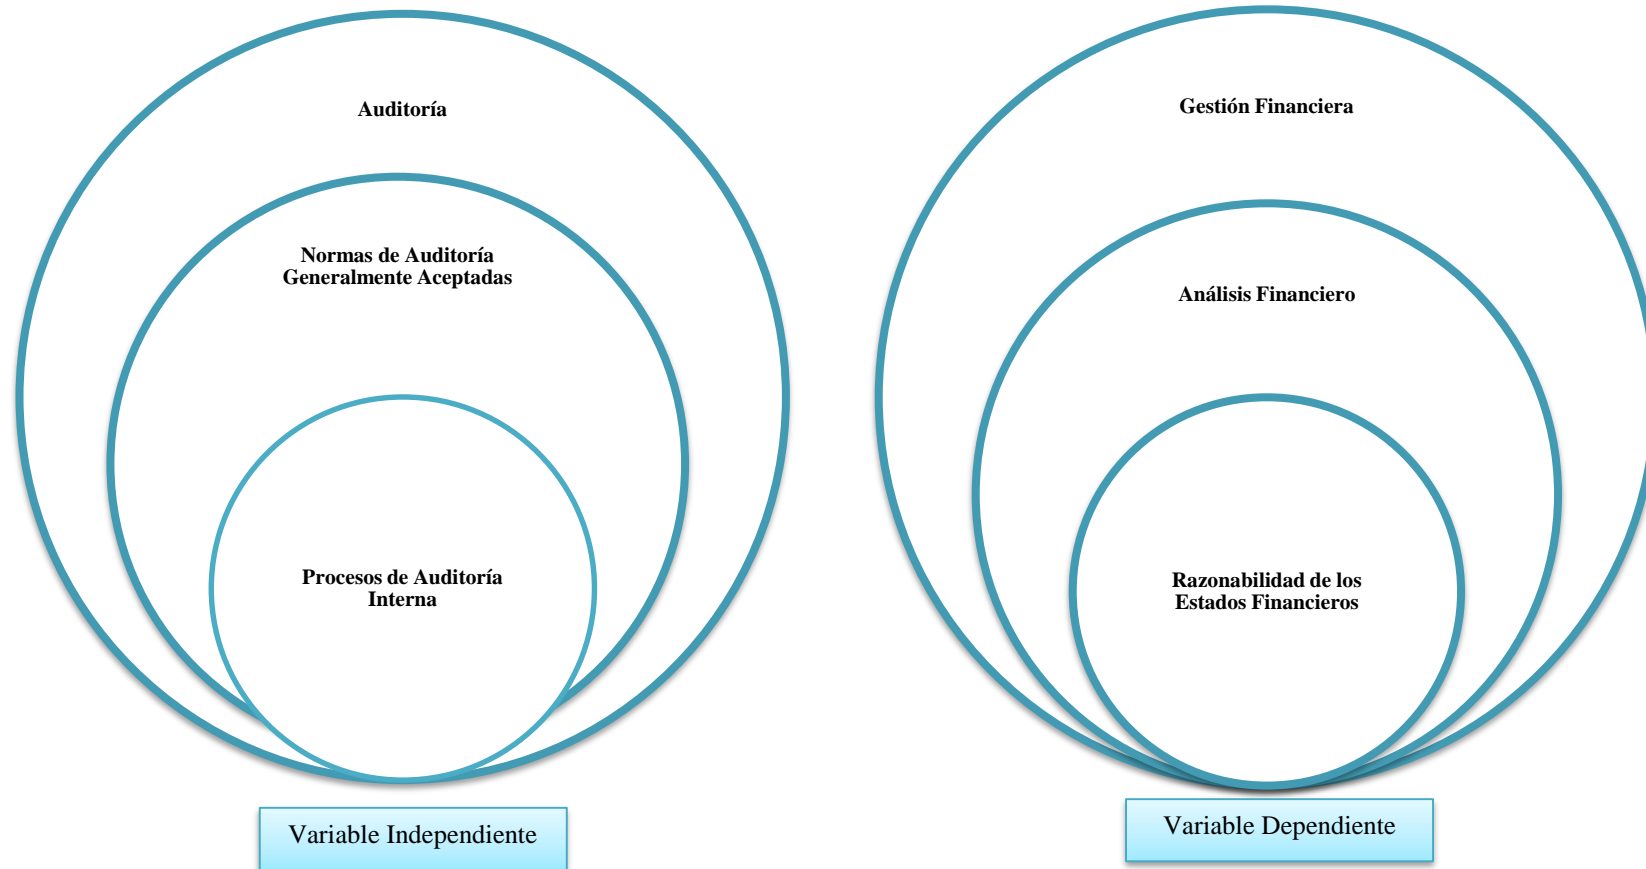 Auditoría
Normas de Auditoría
Generalmente Aceptadas
Procesos de Auditoría
Interna
Variable Independiente
Gestión Financiera
Análisis Financiero
Razonabilidad de los
Estados Financieros
Variable Dependiente